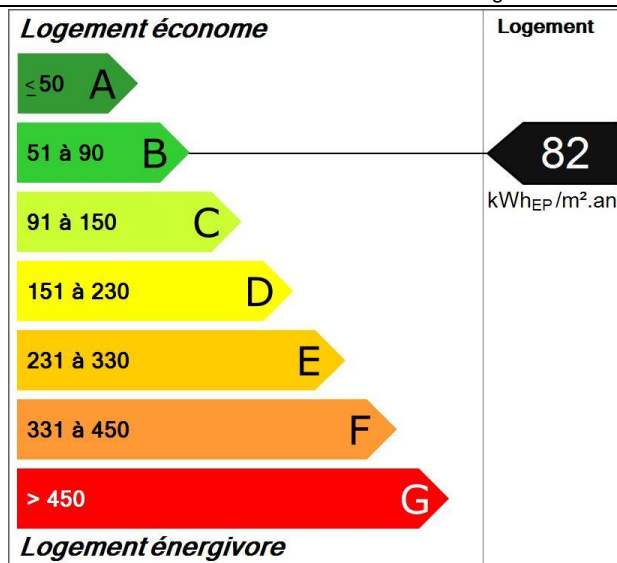 Logement économe
Logement
≤50 A
51 à 90 B
82
kWhEP/m².an
91 à 150 C
151 à 230 D
231 à 330 E
331 à 450 F
> 450 G
Logement énergivore